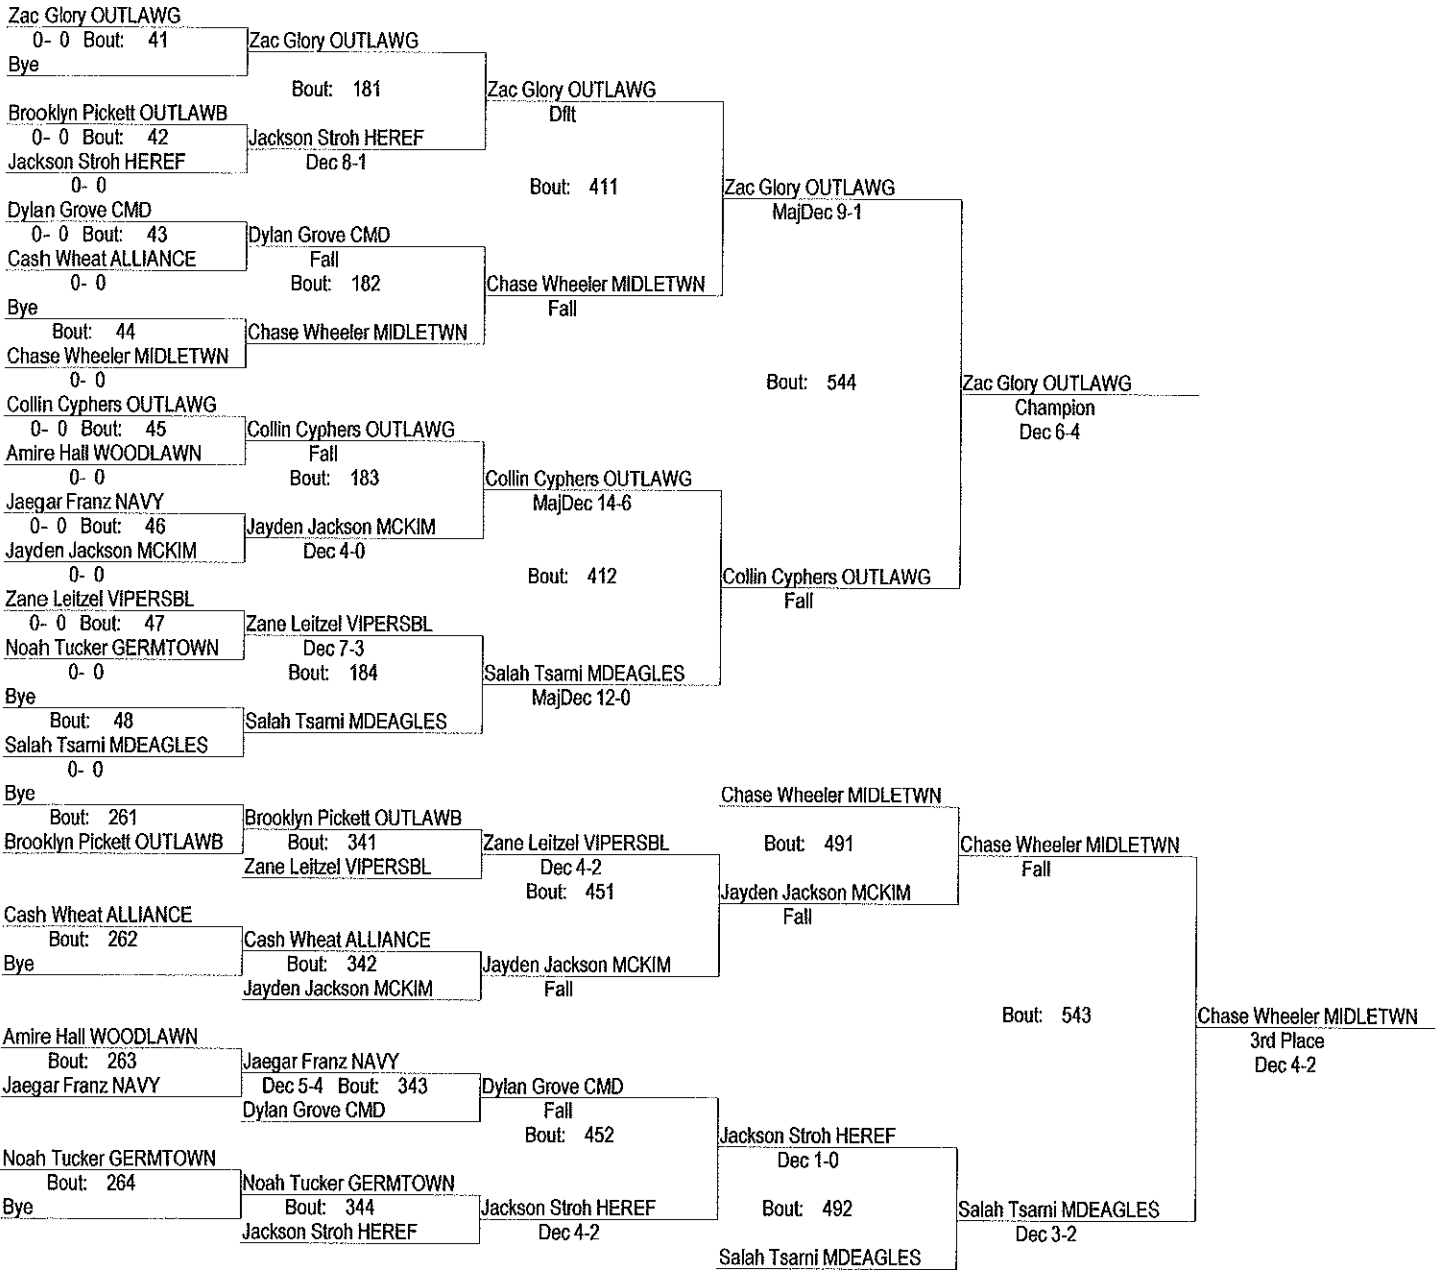 Zac Glory OUTLAWG
0- 0 Bout: 41
Bye
Zac Glory OUTLAWG
Bout: 181
Brooklyn Pickett OUTLAWB
0- 0 Bout: 42
Jackson Stroh HEREF
0- 0
Jackson Stroh HEREF
Dec 8-1
Zac Glory OUTLAWG
Dflt
Bout: 411
Dylan Grove CMD
0- 0 Bout: 43
Cash Wheat ALLIANCE
0- 0
Dylan Grove CMD
Fall
Bout: 182
Bye
Bout: 44
Chase Wheeler MIDLETWN
0- 0
Chase Wheeler MIDLETWN
Chase Wheeler MIDLETWN
Fall
Zac Glory OUTLAWG
MajDec 9-1
Bout: 544
Zac Glory OUTLAWG
Champion
Dec 6-4
Collin Cyphers OUTLAWG
0- 0 Bout: 45
Amire Hall WOODLAWN
0- 0
Collin Cyphers OUTLAWG
Fall
Bout: 183
Jaegar Franz NAVY
0- 0 Bout: 46
Jayden Jackson MCKIM
0- 0
Jayden Jackson MCKIM
Dec 4-0
Collin Cyphers OUTLAWG
MajDec 14-6
Bout: 412
Collin Cyphers OUTLAWG
Fall
Zane Leitzel VIPERSBL
0- 0 Bout: 47
Noah Tucker GERMTOWN
0- 0
Zane Leitzel VIPERSBL
Dec 7-3
Bout: 184
Bye
Bout: 48
Salah Tsarni MDEAGLES
0- 0
Salah Tsarni MDEAGLES
Salah Tsarni MDEAGLES
MajDec 12-0
Bye
Bout: 261
Brooklyn Pickett OUTLAWB
Brooklyn Pickett OUTLAWB
Bout: 341
Zane Leitzel VIPERSBL
Zane Leitzel VIPERSBL
Dec 4-2
Bout: 451
Chase Wheeler MIDLETWN
Bout: 491
Jayden Jackson MCKIM
Fall
Chase Wheeler MIDLETWN
Fall
Cash Wheat ALLIANCE
Bout: 262
Bye
Cash Wheat ALLIANCE
Bout: 342
Jayden Jackson MCKIM
Jayden Jackson MCKIM
Fall
Bout: 543
Chase Wheeler MIDLETWN
3rd Place
Dec 4-2
Amire Hall WOODLAWN
Bout: 263
Jaegar Franz NAVY
Jaegar Franz NAVY
Dec 5-4 Bout: 343
Dylan Grove CMD
Dylan Grove CMD
Fall
Bout: 452
Jackson Stroh HEREF
Dec 1-0
Bout: 492
Noah Tucker GERMTOWN
Bout: 264
Bye
Noah Tucker GERMTOWN
Bout: 344
Jackson Stroh HEREF
Jackson Stroh HEREF
Dec 4-2
Salah Tsarni MDEAGLES
Salah Tsarni MDEAGLES
Dec 3-2